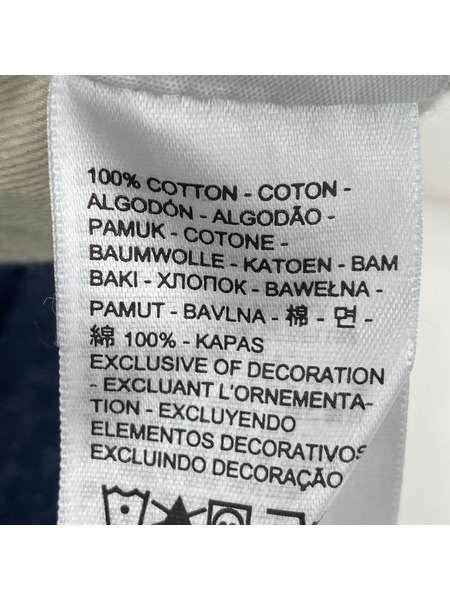 100% COTTON - COTON -
ALGODÓN - ALGODÃO -
PAMUK - COTONE -
BAUMWOLLE - KATOEN - BAM
BAKI - ХЛОПОК - BAWEŁNA -
PAMUT - BAVLNA - 棉 - 면 -
綿 100% - KAPAS
EXCLUSIVE OF DECORATION
- EXCLUANT L'ORNEMENTA-
TION - EXCLUYENDO
ELEMENTOS DECORATIVOS
EXCLUINDO DECORAÇÃO